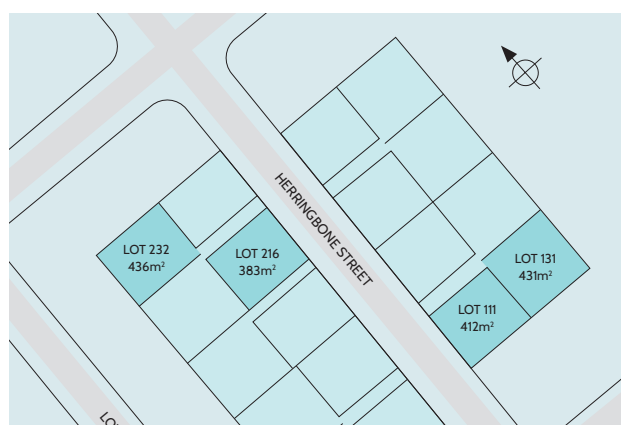 HERRINGBONE STREET
LOT 232
436m²
LOT 216
383m²
LOT 131
431m²
LOT 111
412m²